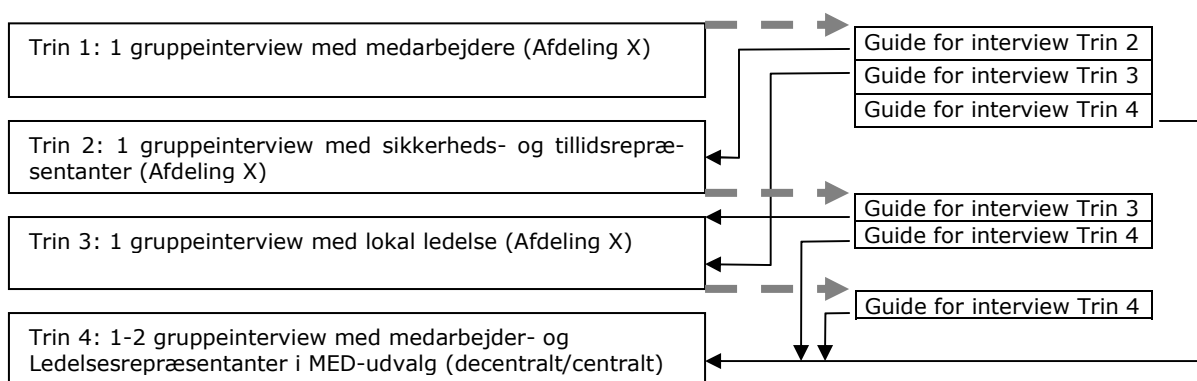 Trin 1: 1 gruppeinterview med medarbejdere (Afdeling X)
Guide for interview Trin 2
Guide for interview Trin 3
Guide for interview Trin 4
Trin 2: 1 gruppeinterview med sikkerheds- og tillidsrepræ-
sentanter (Afdeling X)
Guide for interview Trin 3
Guide for interview Trin 4
Trin 3: 1 gruppeinterview med lokal ledelse (Afdeling X)
Guide for interview Trin 4
Trin 4: 1-2 gruppeinterview med medarbejder- og
Ledelsesrepræsentanter i MED-udvalg (decentralt/centralt)